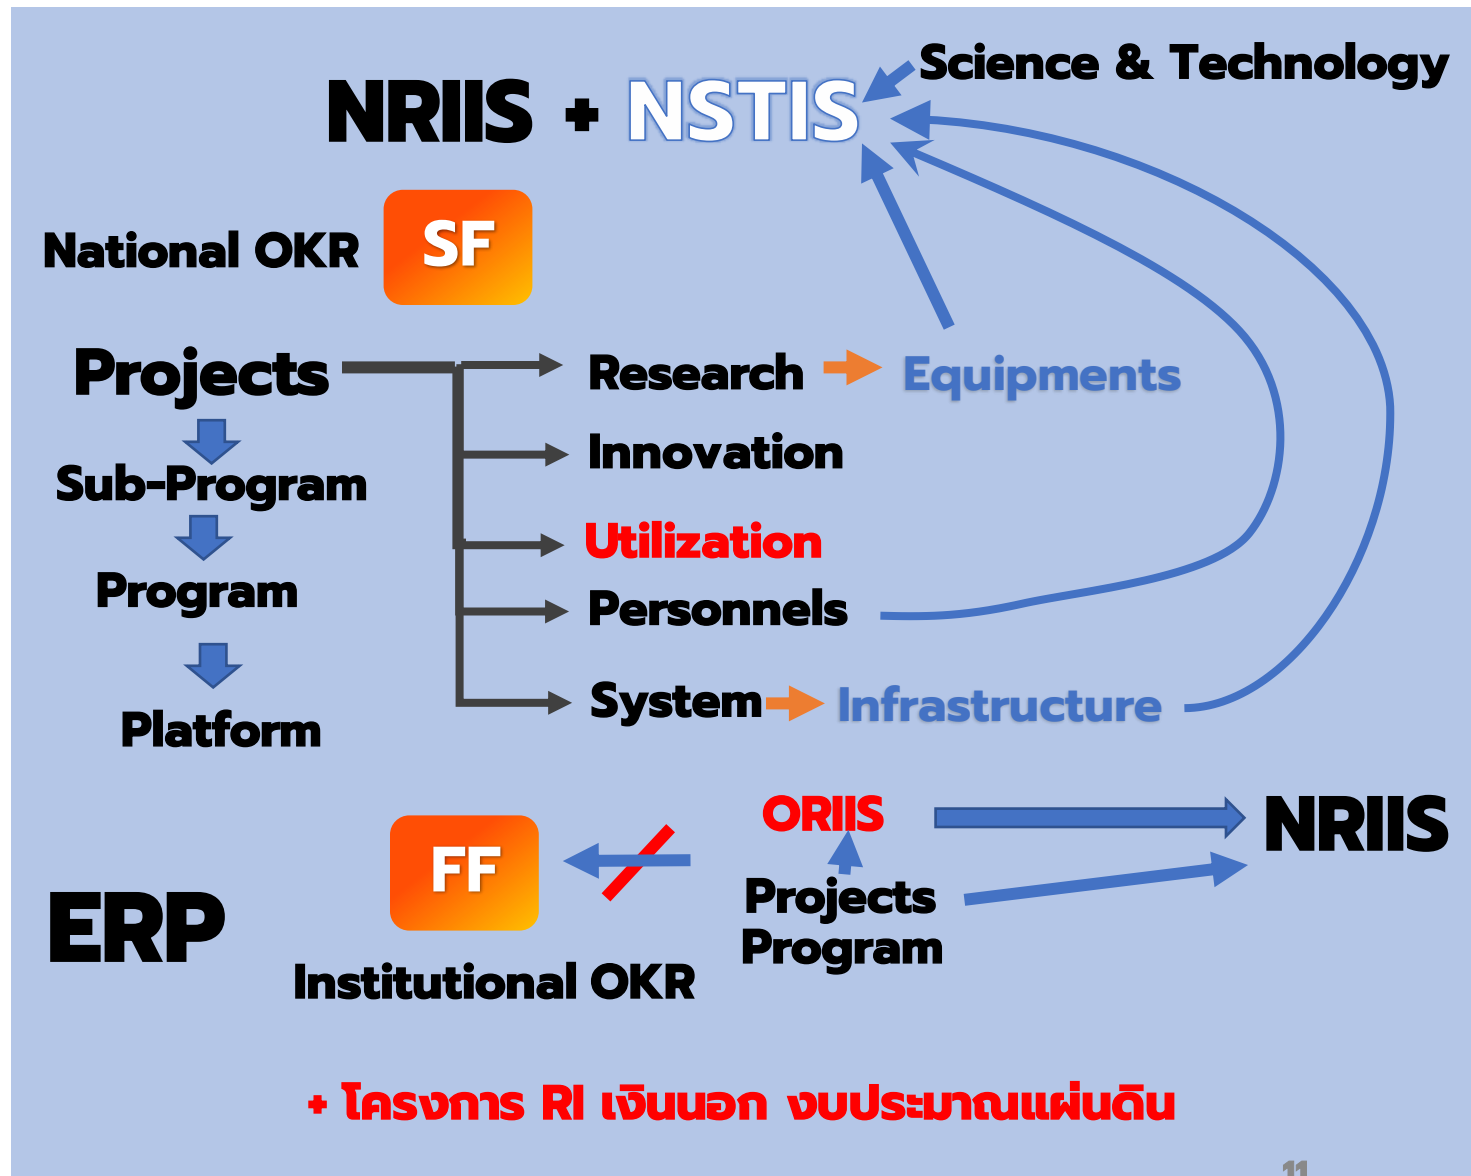 Science & Technology
NRIIS + NSTIS
National OKR
SF
Projects
Research
Equipments
Innovation
Sub-Program
Utilization
Program
Personnels
System
Infrastructure
Platform
ORIIS
NRIIS
FF
Projects
Program
ERP
Institutional OKR
+ โครงการ RI เงินนอก งบประมาณแผ่นดิน
11